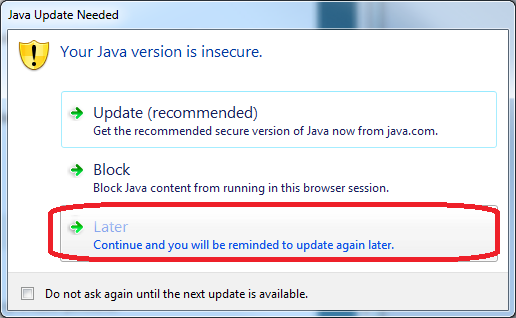 Java Update Needed
Your Java version is insecure.
Update (recommended)
Get the recommended secure version of Java now from java.com.
Block
Block Java content from running in this browser session.
Later
Continue and you will be reminded to update again later.
Do not ask again until the next update is available.